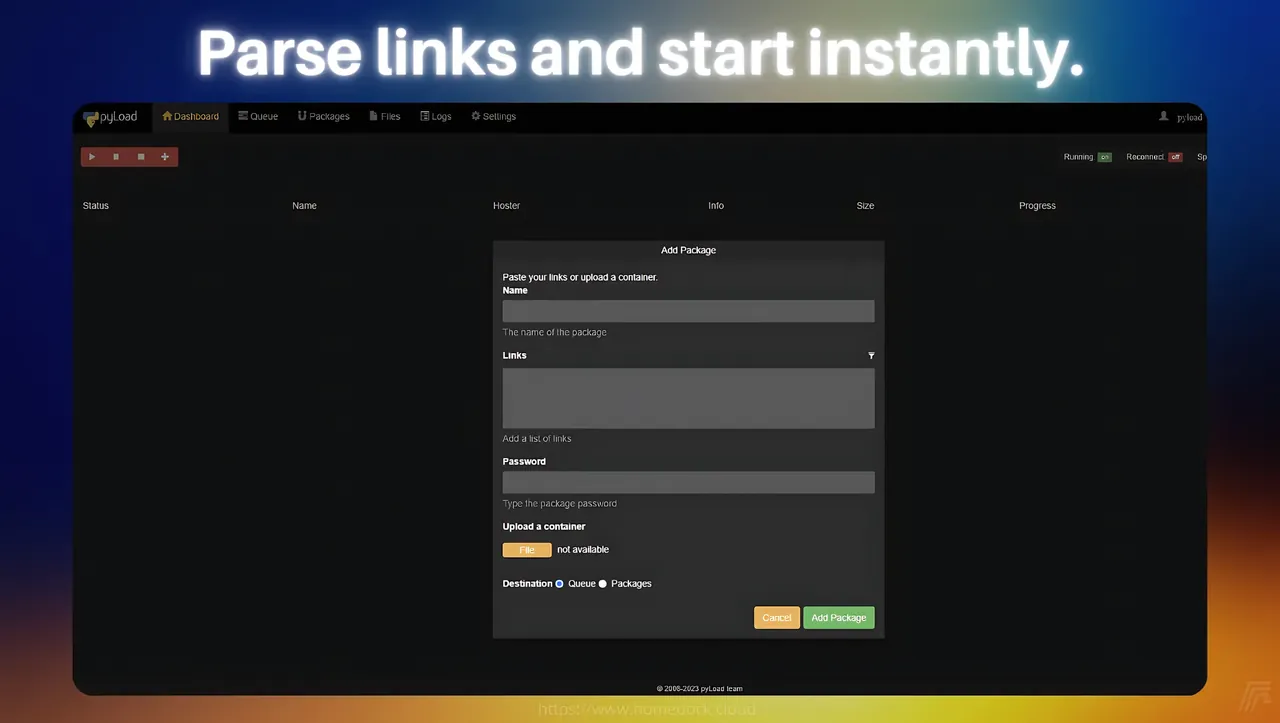 Parse links and start instantly.
pyLoad Dashboard Queue Packages Files Logs Settings pyload
Running on Reconnect off Sp
Status Name Hoster Info Size Progress
Add Package
Paste your links or upload a container.
Name
The name of the package
Links
Add a list of links
Password
Type the package password
Upload a container
File not available
Destination Queue Packages
Cancel Add Package
© 2008-2023 pyLoad team
https://www.homedock.cloud